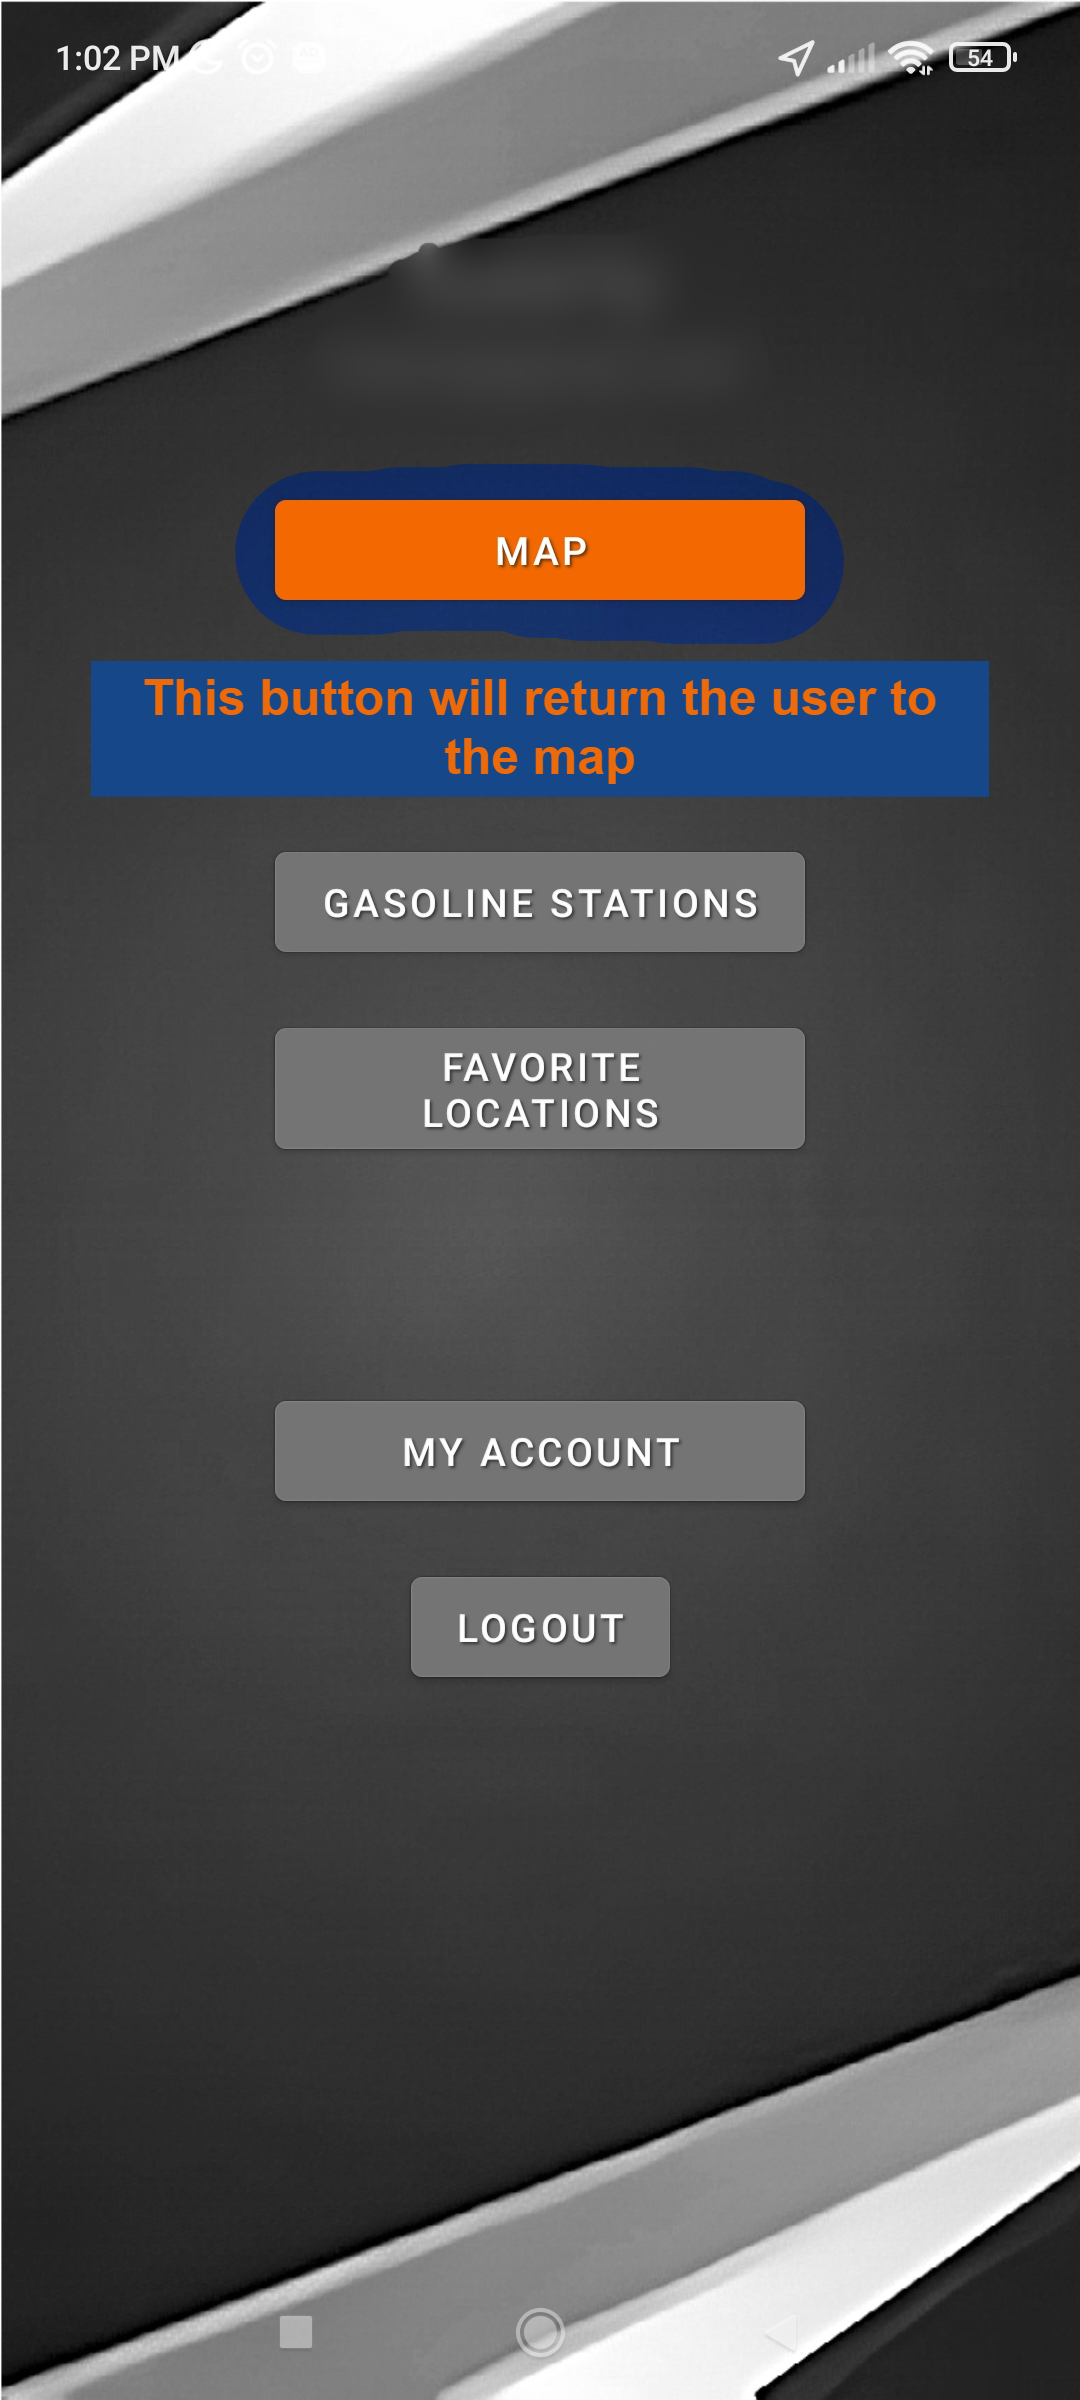 1:02 PM
54
MAP
This button will return the user to
the map
GASOLINE STATIONS
FAVORITE
LOCATIONS
MY ACCOUNT
LOGOUT